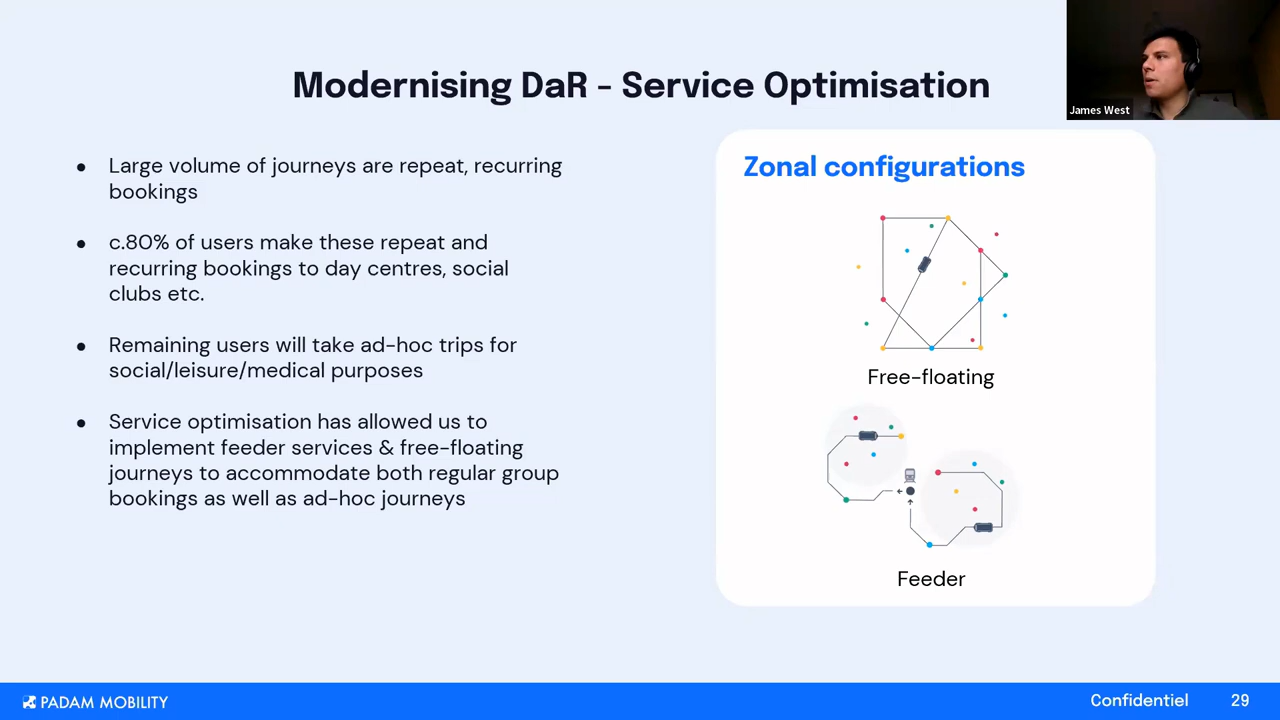 James West
Modernising DaR – Service Optimisation
● Large volume of journeys are repeat, recurring
bookings
● c.80% of users make these repeat and
recurring bookings to day centres, social
clubs etc.
● Remaining users will take ad-hoc trips for
social/leisure/medical purposes
● Service optimisation has allowed us to
implement feeder services & free-floating
journeys to accommodate both regular group
bookings as well as ad-hoc journeys
Zonal configurations
Free-floating
Feeder
PADAM MOBILITY
Confidentiel 29